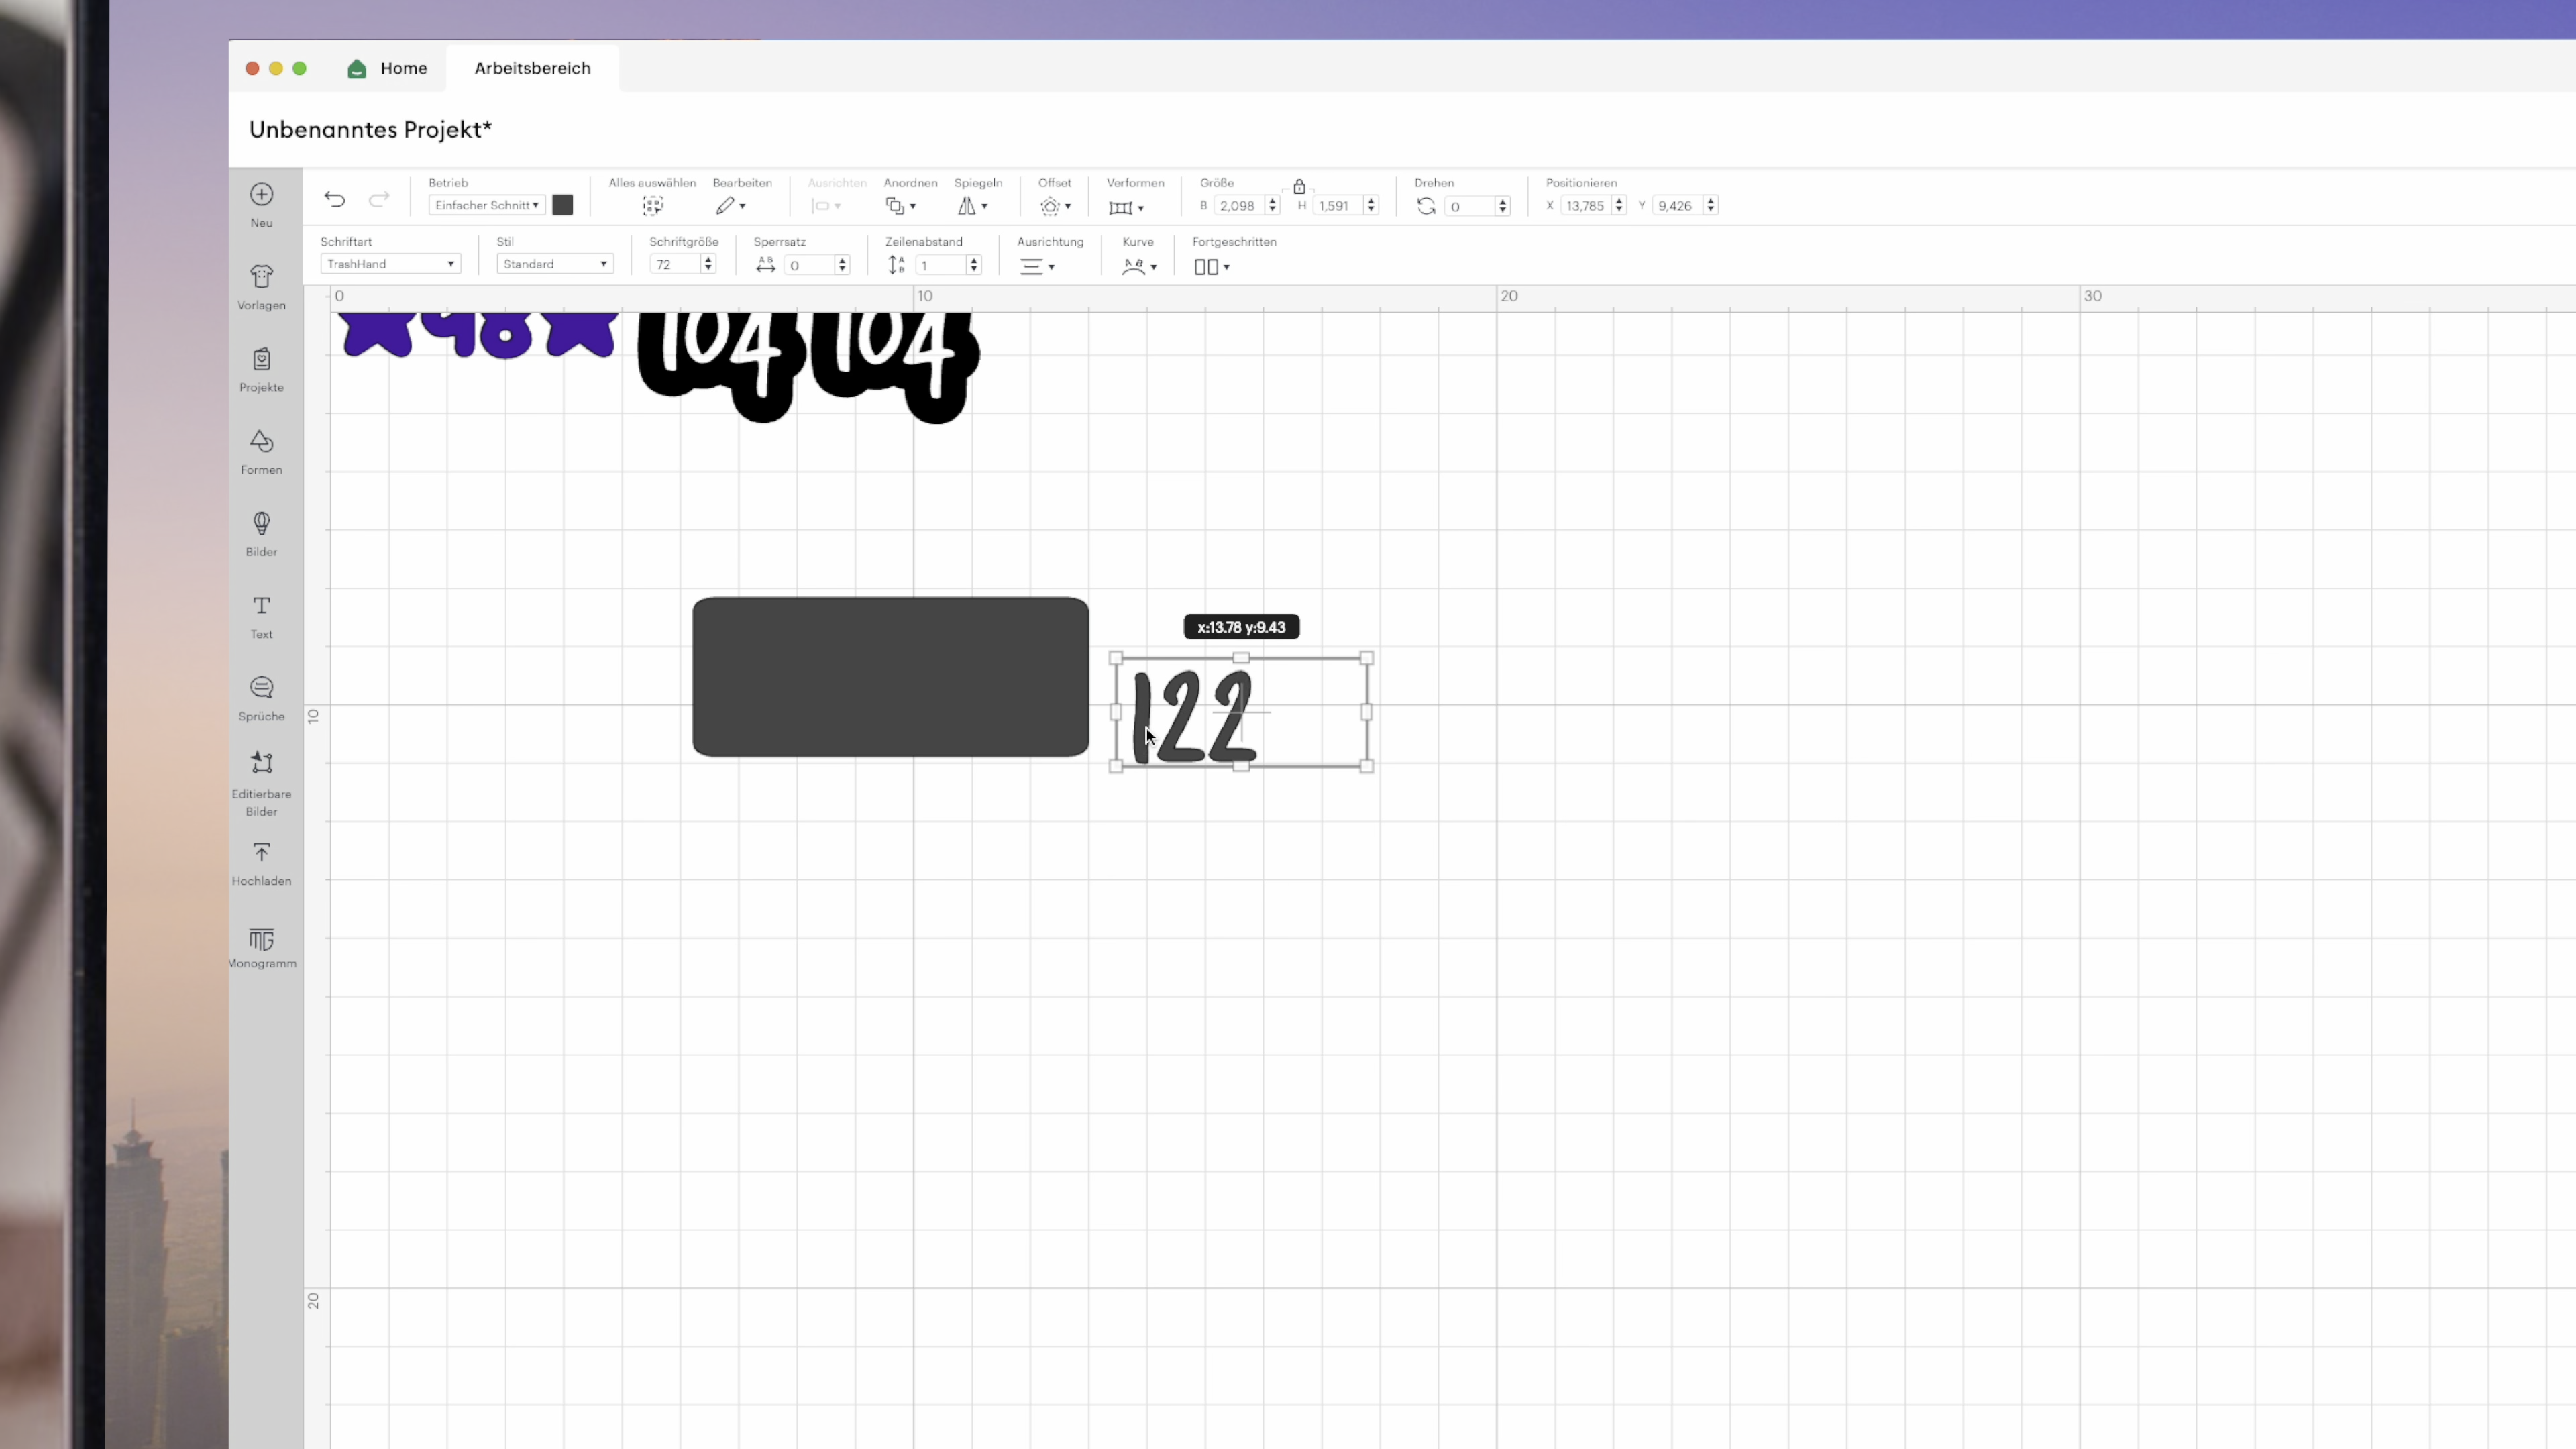 Home
Arbeitsbereich
Unbenanntes Projekt*
Betrieb
Einfacher Schnitt
Alles auswählen
Bearbeiten
Ausrichten
Anordnen
Spiegeln
Offset
Verformen
Größe
B 2,098
H 1,591
Drehen
0
Positionieren
X 13,785
Y 9,426
Schriftart
TrashHand
Stil
Standard
Schriftgröße
72
Sperrsatz
0
Zeilenabstand
1
Ausrichtung
Kurve
Fortgeschritten
Neu
Vorlagen
Projekte
Formen
Bilder
Text
Sprüche
Editierbare
Bilder
Hochladen
Monogramm
0
10
20
30
10
20
98
104 104
x:13.78 y:9.43
122